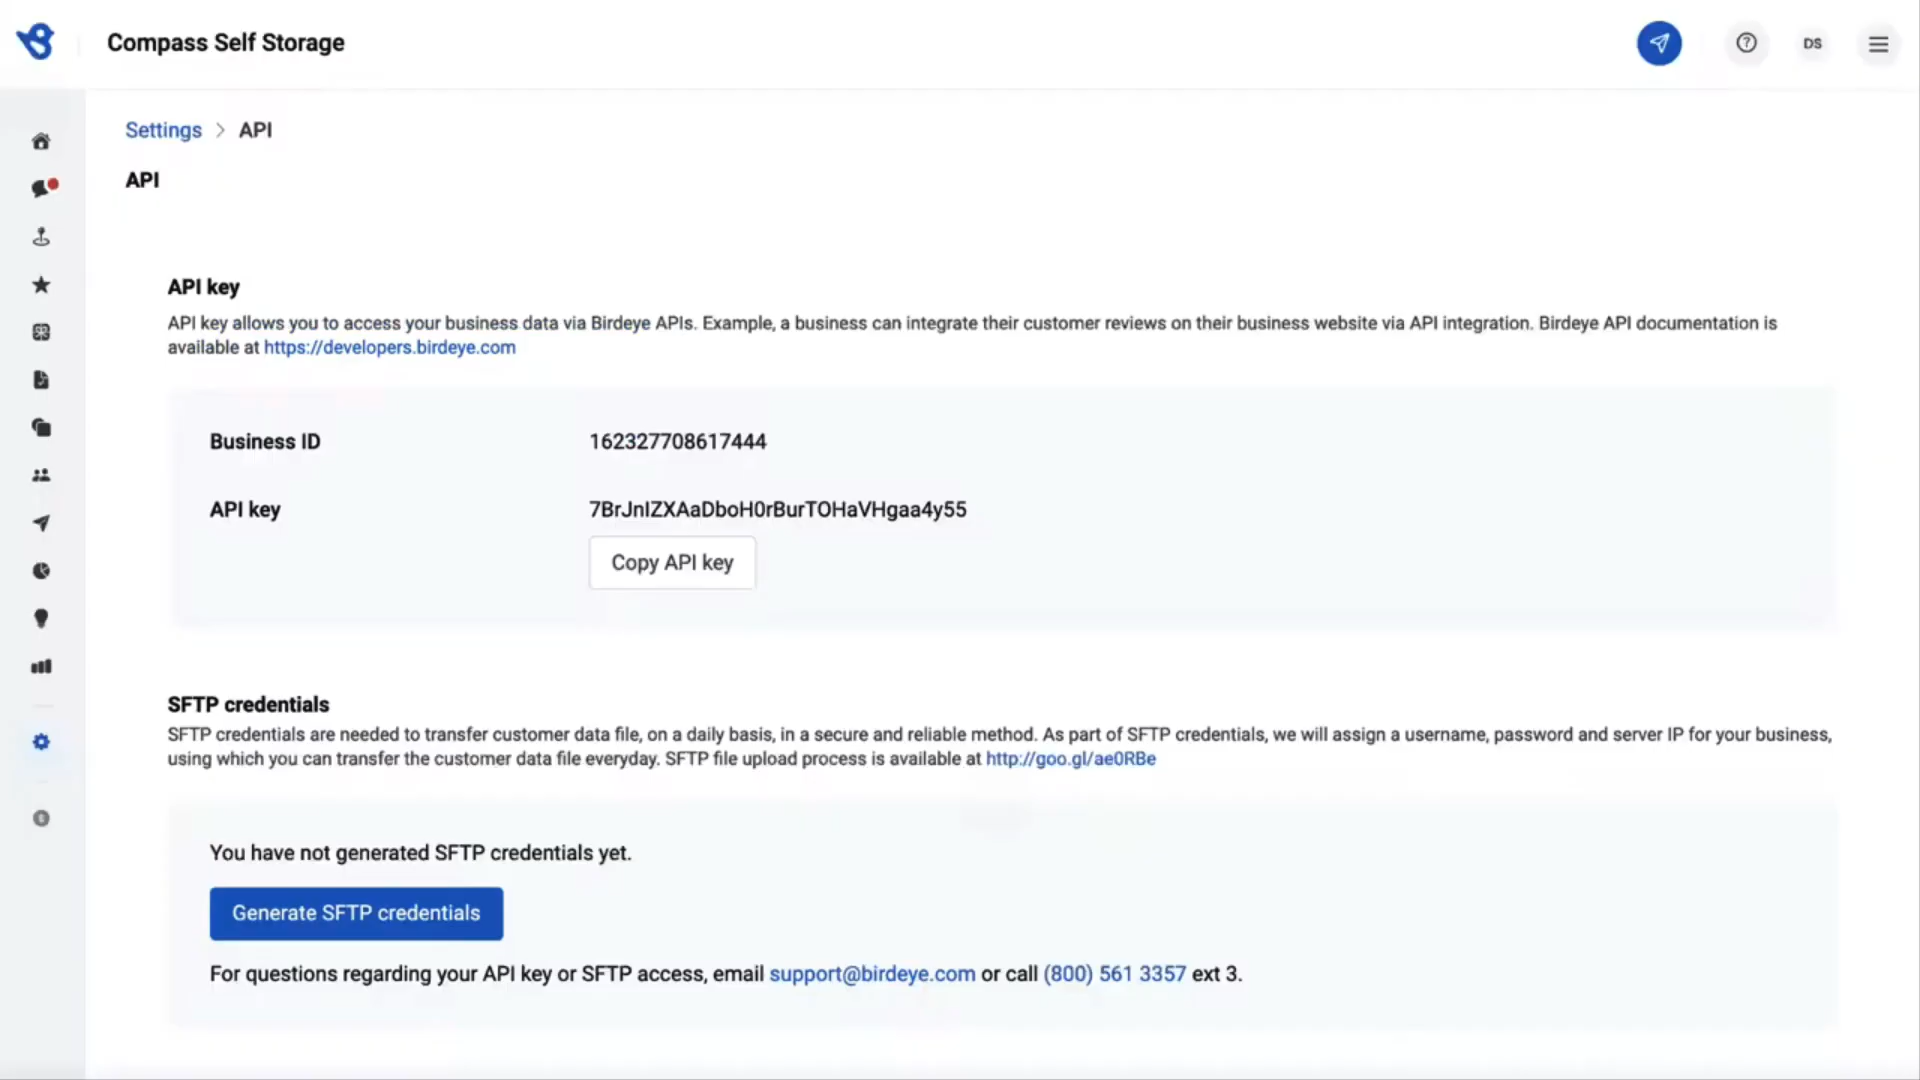 Compass Self Storage
DS
Settings > API
API
API key
API key allows you to access your business data via Birdeye APIs. Example, a business can integrate their customer reviews on their business website via API integration. Birdeye API documentation is
available at https://developers.birdeye.com
Business ID 162327708617444
API key 7BrJnIZXAaDboH0rBurTOHaVHgaa4y55
Copy API key
SFTP credentials
SFTP credentials are needed to transfer customer data file, on a daily basis, in a secure and reliable method. As part of SFTP credentials, we will assign a username, password and server IP for your business,
using which you can transfer the customer data file everyday. SFTP file upload process is available at http://goo.gl/ae0RBe
You have not generated SFTP credentials yet.
Generate SFTP credentials
For questions regarding your API key or SFTP access, email support@birdeye.com or call (800) 561 3357 ext 3.